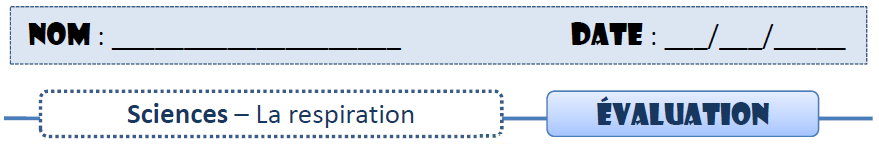 NOM : ____________________ DATE : ___/___/_____
Sciences – La respiration ÉVALUATION